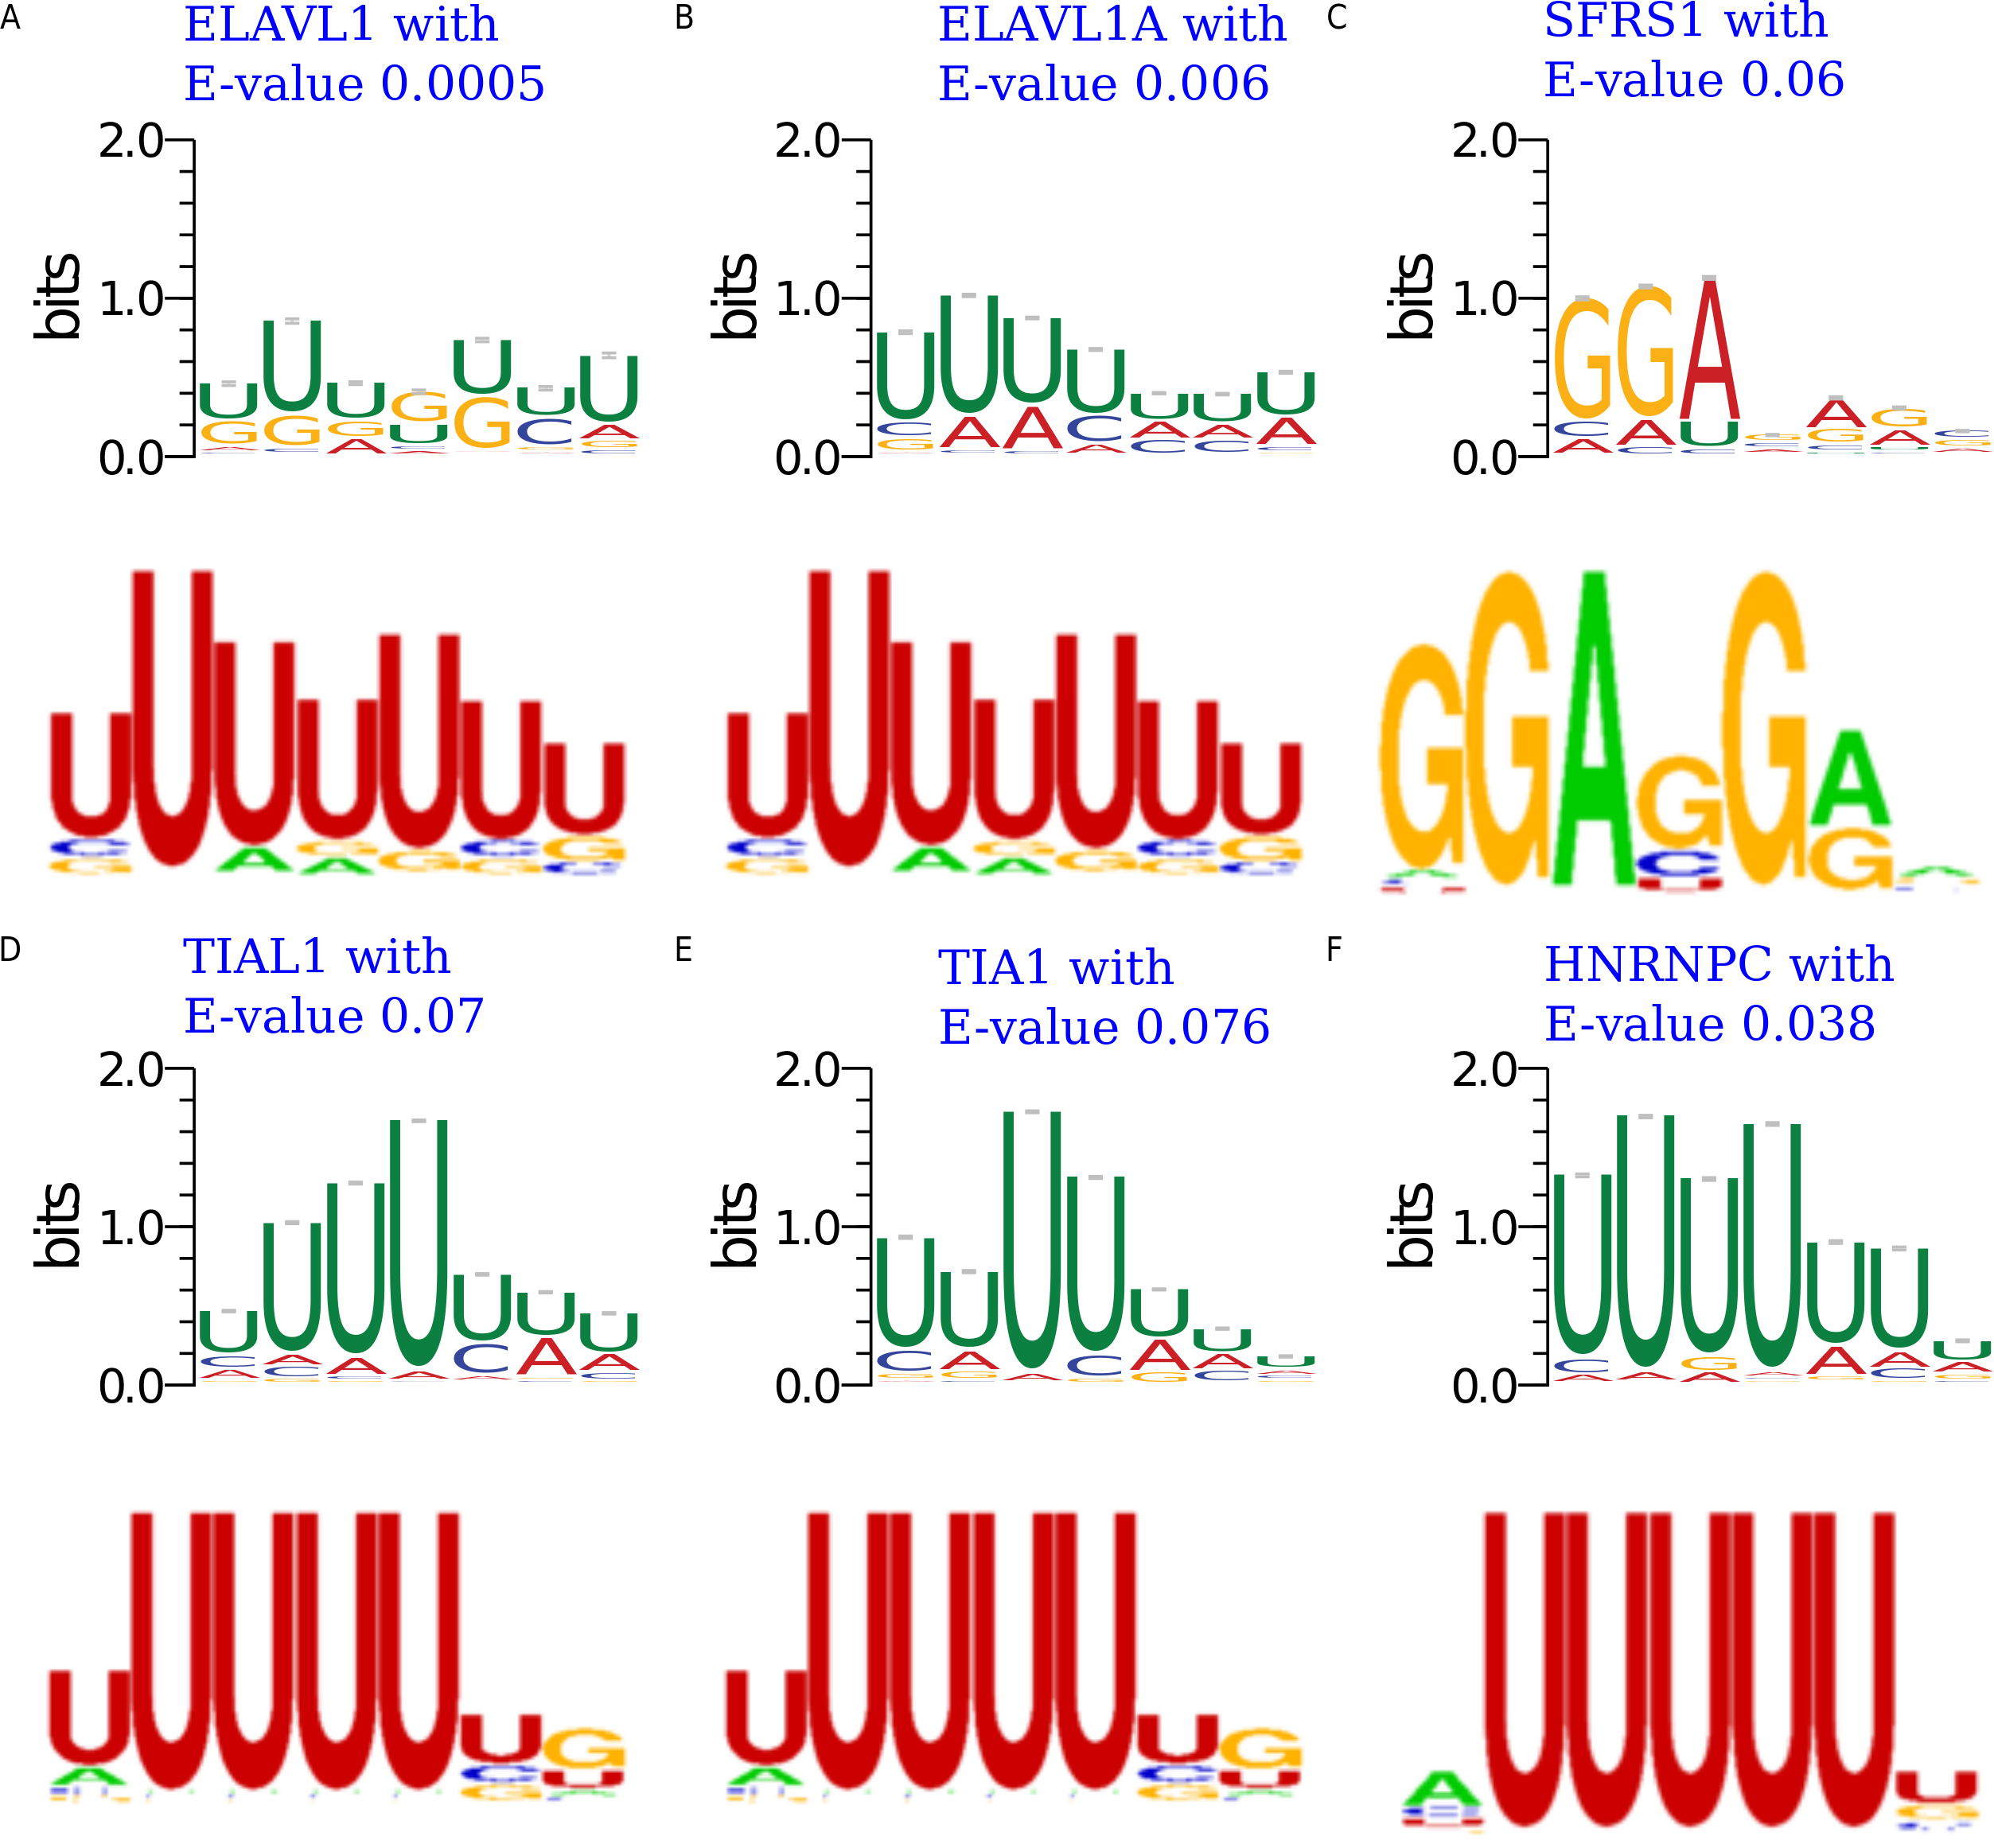 A
ELAVL1 with
E-value 0.0005
2.0
1.0
0.0
bits
B
ELAVL1A with
E-value 0.006
2.0
1.0
0.0
bits
C
SFRS1 with
E-value 0.06
2.0
1.0
0.0
bits
D
TIAL1 with
E-value 0.07
2.0
1.0
0.0
bits
E
TIA1 with
E-value 0.076
2.0
1.0
0.0
bits
F
HNRNPC with
E-value 0.038
2.0
1.0
0.0
bits